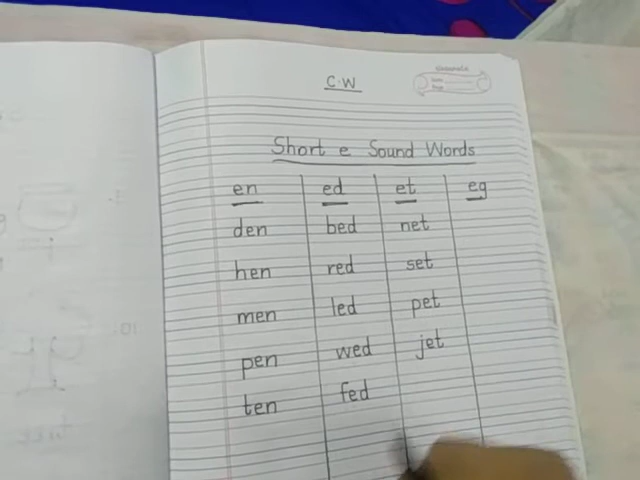 C.W
Short e Sound Words
en ed et eg
den bed net
hen red set
men led pet
pen wed jet
ten fed